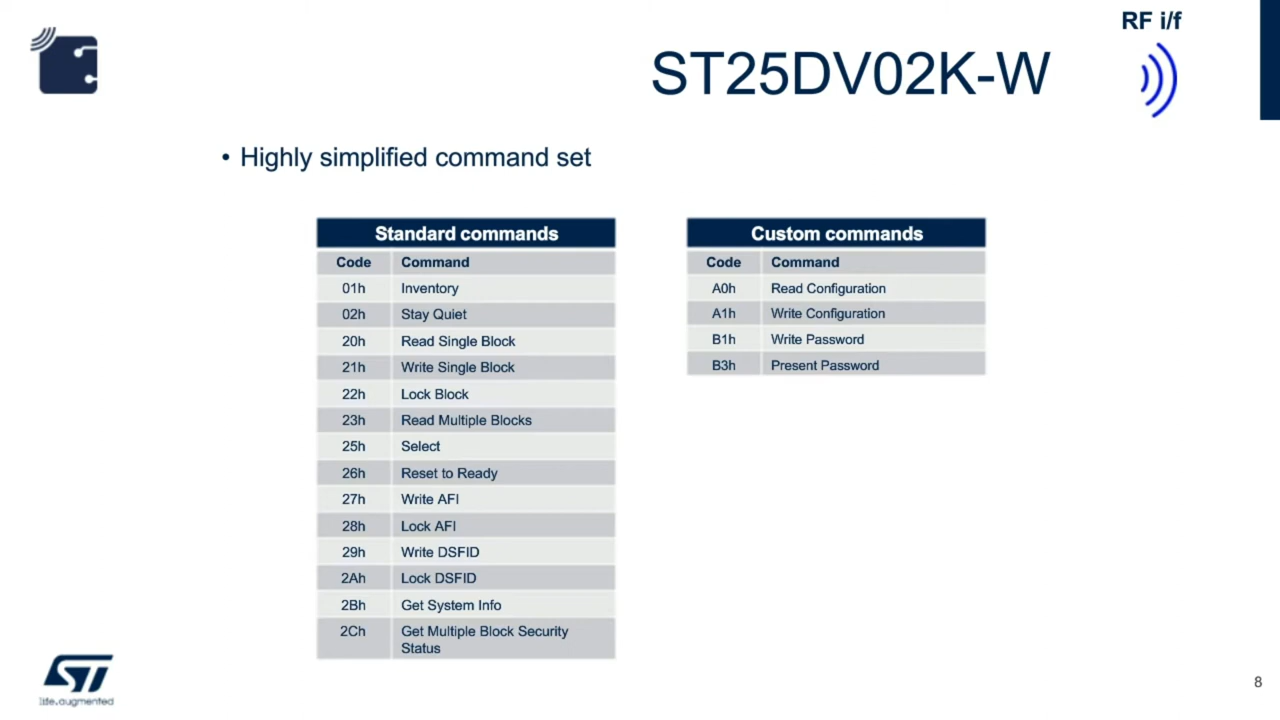 RF i/f
ST25DV02K-W
• Highly simplified command set
Standard commands
Code Command
01h Inventory
02h Stay Quiet
20h Read Single Block
21h Write Single Block
22h Lock Block
23h Read Multiple Blocks
25h Select
26h Reset to Ready
27h Write AFI
28h Lock AFI
29h Write DSFID
2Ah Lock DSFID
2Bh Get System Info
2Ch Get Multiple Block Security
Status
Custom commands
Code Command
A0h Read Configuration
A1h Write Configuration
B1h Write Password
B3h Present Password
ST
life.augmented
8